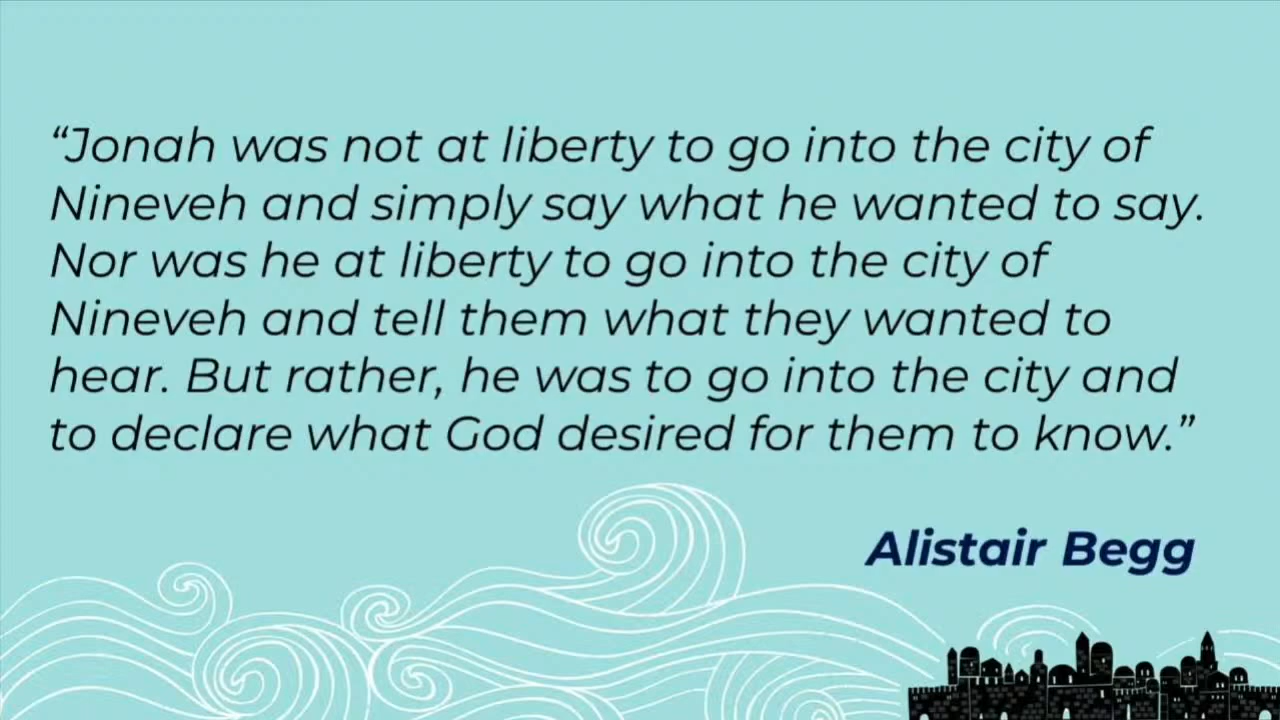 “Jonah was not at liberty to go into the city of
Nineveh and simply say what he wanted to say.
Nor was he at liberty to go into the city of
Nineveh and tell them what they wanted to
hear. But rather, he was to go into the city and
to declare what God desired for them to know.”
Alistair Begg